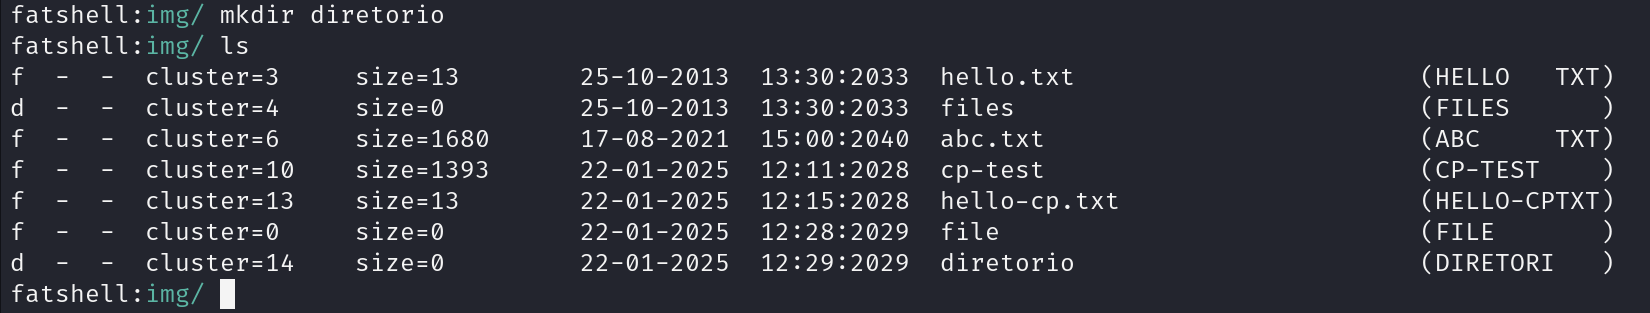 fatshell:img/ mkdir diretorio
fatshell:img/ ls
f  -  -  cluster=3     size=13        25-10-2013  13:30:2033  hello.txt                       (HELLO   TXT)
d  -  -  cluster=4     size=0         25-10-2013  13:30:2033  files                           (FILES      )
f  -  -  cluster=6     size=1680      17-08-2021  15:00:2040  abc.txt                         (ABC     TXT)
f  -  -  cluster=10    size=1393      22-01-2025  12:11:2028  cp-test                         (CP-TEST    )
f  -  -  cluster=13    size=13        22-01-2025  12:15:2028  hello-cp.txt                    (HELLO-CPTXT)
f  -  -  cluster=0     size=0         22-01-2025  12:28:2029  file                            (FILE       )
d  -  -  cluster=14    size=0         22-01-2025  12:29:2029  diretorio                       (DIRETORI   )
fatshell:img/